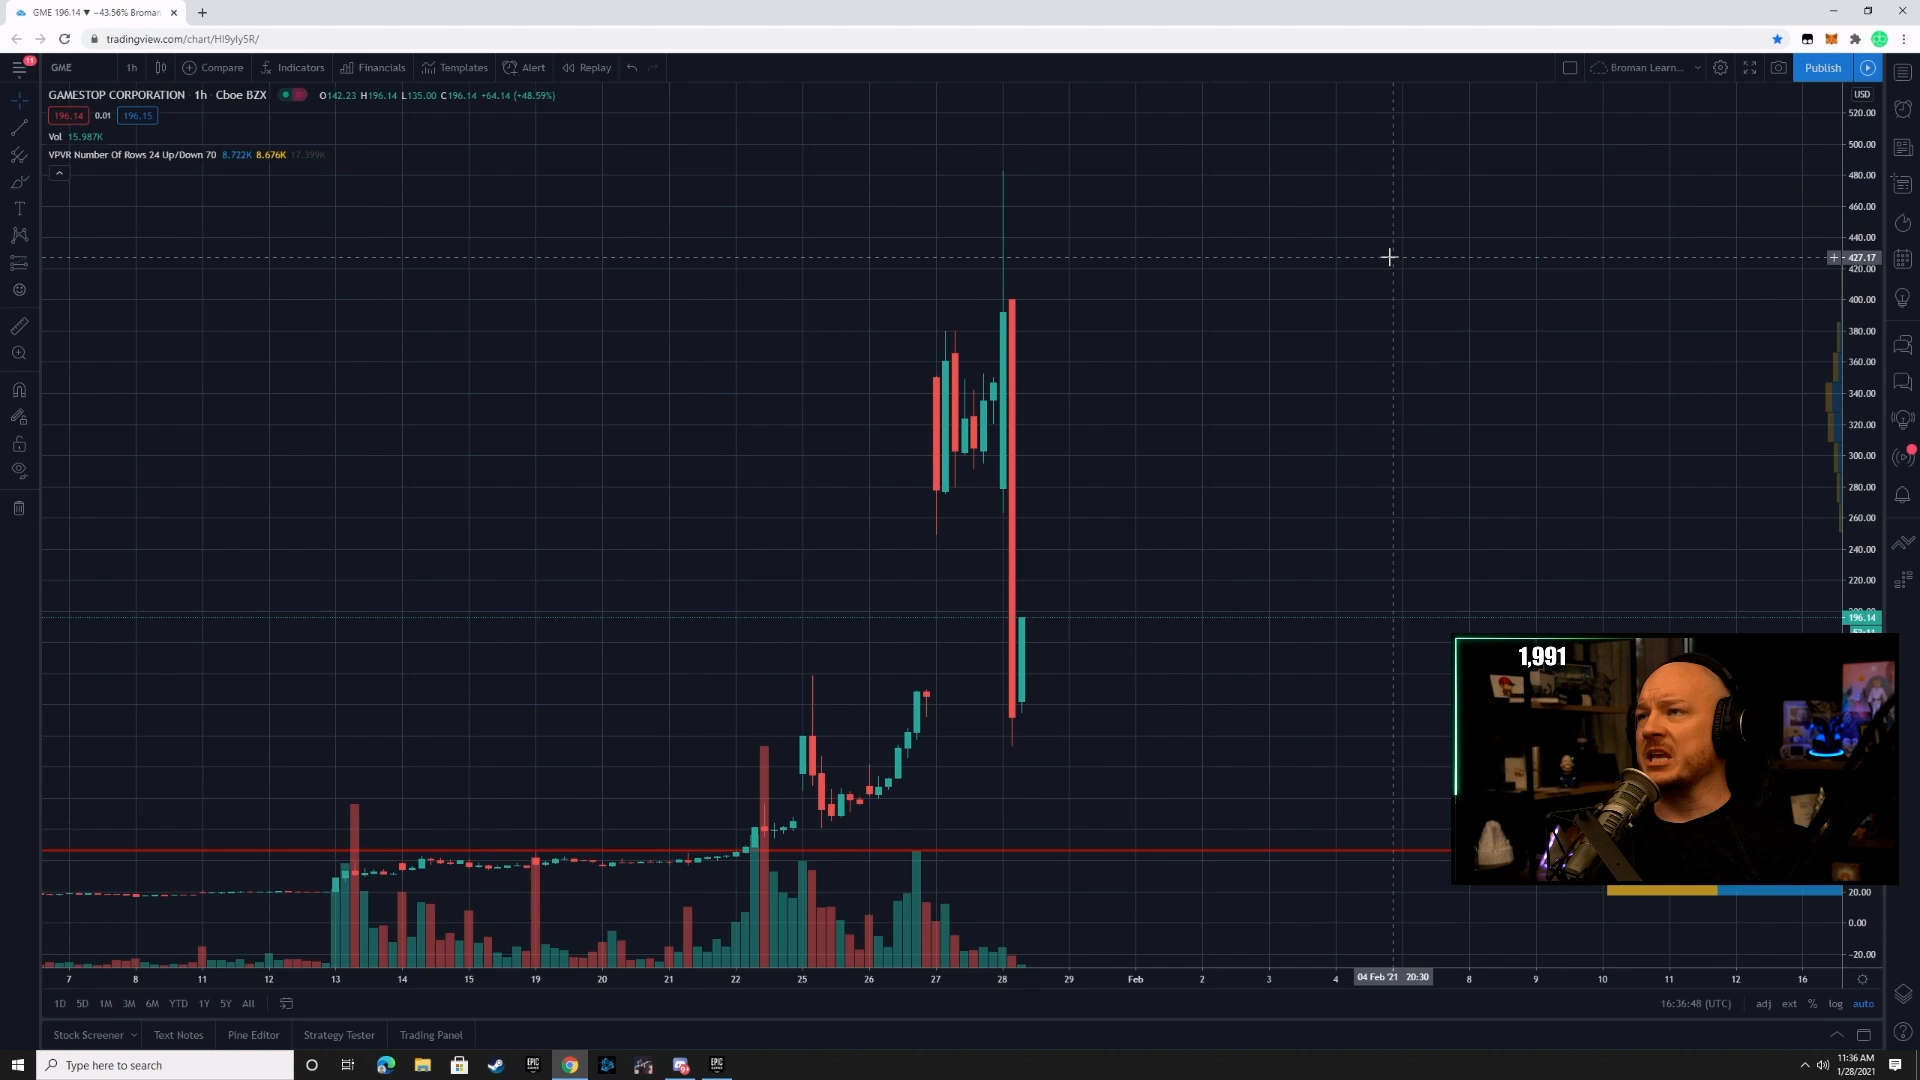 GME 196.14 ▼ −43.56% Broman
tradingview.com/chart/HI9yIy5R/
11
GME
1h
Compare
Indicators
Financials
Templates
Alert
Replay
Broman Learn...
Publish
GAMESTOP CORPORATION · 1h · Cboe BZX
O142.23 H196.14 L135.00 C196.14 +64.14 (+48.59%)
USD
196.14 0.01 196.15
Vol 15.987K
VPVR Number Of Rows 24 Up/Down 70 8.722K 8.676K 17.399K
520.00
500.00
480.00
460.00
440.00
427.17
420.00
400.00
380.00
360.00
340.00
320.00
300.00
280.00
260.00
240.00
220.00
200.00
196.14
1,991
20.00
0.00
-20.00
7 8 11 12 13 14 15 19 20 21 22 25 26 27 28 29 Feb 2 3 4 04 Feb '21 20:30 8 9 10 11 12 16
1D 5D 1M 3M 6M YTD 1Y 5Y All
16:36:48 (UTC)
adj ext % log auto
Stock Screener
Text Notes
Pine Editor
Strategy Tester
Trading Panel
Type here to search
EPIC
EPIC
11:36 AM
1/28/2021